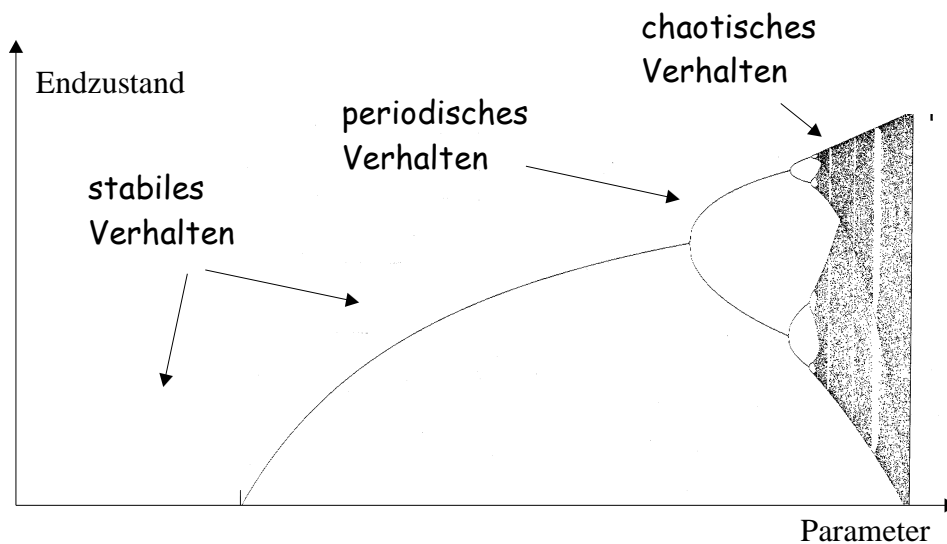 chaotisches
Verhalten
Endzustand
periodisches
Verhalten
stabiles
Verhalten
Parameter